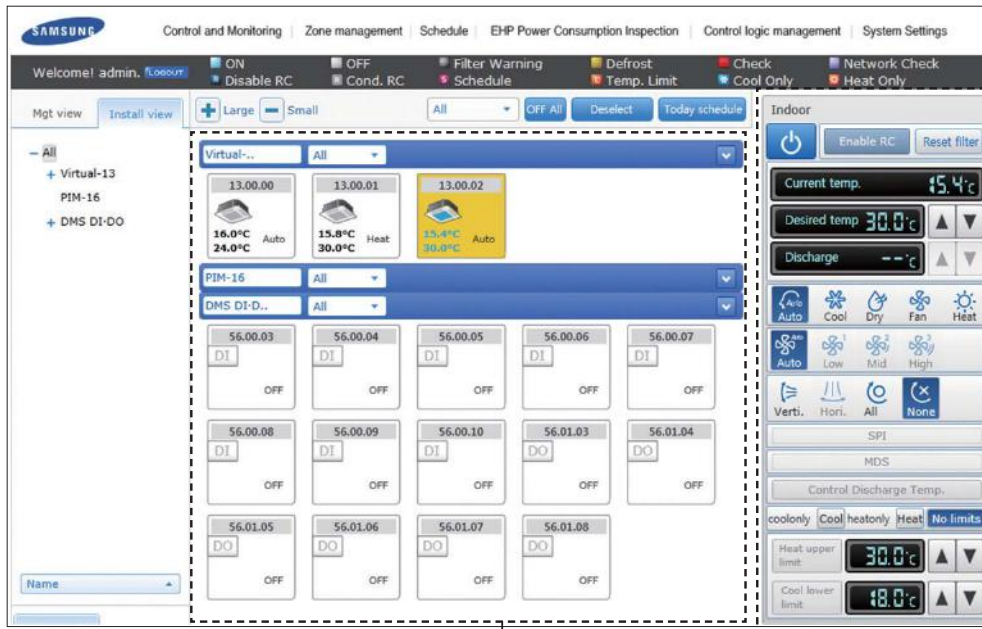 SAMSUNG
Control and Monitoring | Zone management | Schedule | EHP Power Consumption Inspection | Control logic management | System Settings
Welcome! admin. LOGOUT
ON OFF Filter Warning Defrost Check Network Check
Disable RC Cond. RC Schedule Temp. Limit Cool Only Heat Only
Mgt view Install view
Large Small All OFF All Deselect Today schedule
All
Virtual-13
PIM-16
DMS DI·DO
Name
Virtual-.. All
13.00.00 13.00.01 13.00.02
16.0°C 24.0°C Auto
15.8°C 30.0°C Heat
15.4°C 30.0°C Auto
PIM-16 All
DMS DI·D.. All
56.00.03 56.00.04 56.00.05 56.00.06 56.00.07
DI DI DI DI DI
OFF OFF OFF OFF OFF
56.00.08 56.00.09 56.00.10 56.01.03 56.01.04
DI DI DI DO DO
OFF OFF OFF OFF OFF
56.01.05 56.01.06 56.01.07 56.01.08
DO DO DO DO
OFF OFF OFF OFF
Indoor
Enable RC Reset filter
Current temp. 15.4°C
Desired temp 30.0°C
Discharge --°C
Auto Cool Dry Fan Heat
Auto Low Mid High
Verti. Hori. All None
SPI
MDS
Control Discharge Temp.
coolonly Cool heatonly Heat No limits
Heat upper limit 30.0°C
Cool lower limit 18.0°C